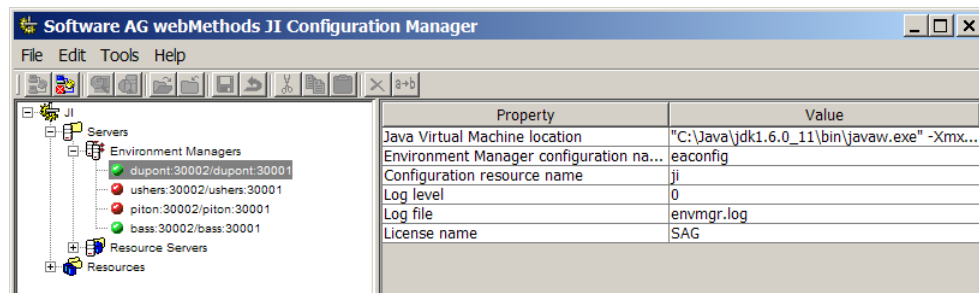 Software AG webMethods JI Configuration Manager
File Edit Tools Help
a→b
JI
Servers
Environment Managers
dupont:30002/dupont:30001
ushers:30002/ushers:30001
piton:30002/piton:30001
bass:30002/bass:30001
Resource Servers
Resources
Property Value
Java Virtual Machine location "C:\Java\jdk1.6.0_11\bin\javaw.exe" -Xmx...
Environment Manager configuration na... eaconfig
Configuration resource name ji
Log level 0
Log file envmgr.log
License name SAG